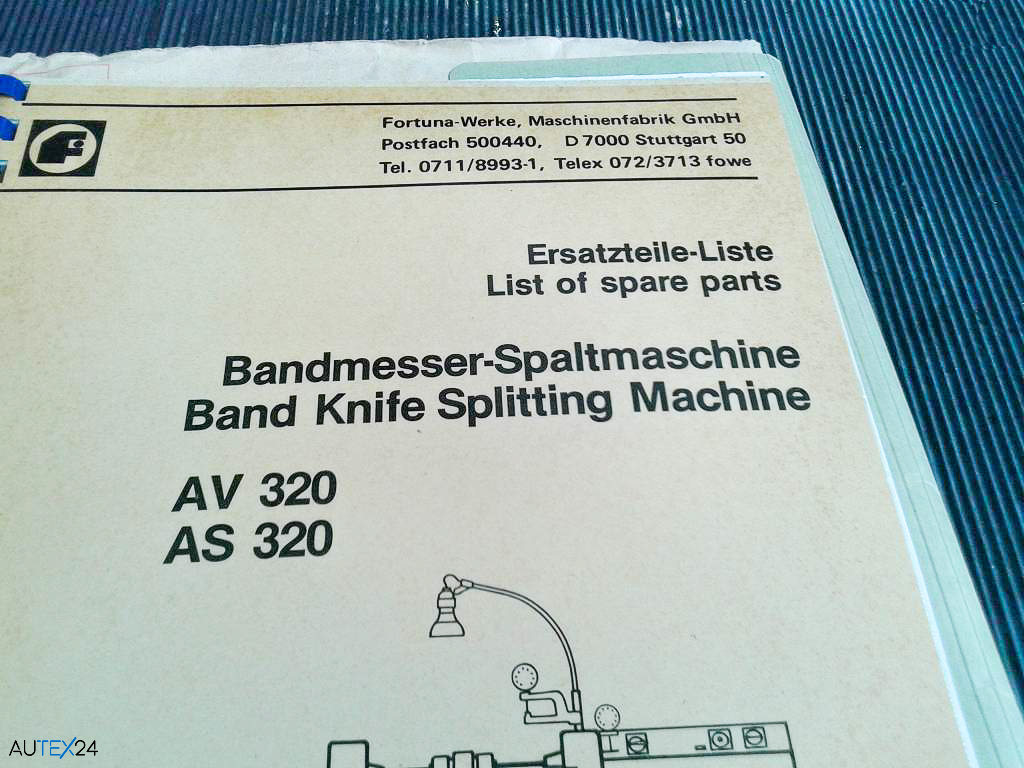 Fortuna-Werke, Maschinenfabrik GmbH
Postfach 500440, D 7000 Stuttgart 50
Tel. 0711/8993-1, Telex 072/3713 fowe
Ersatzteile-Liste
List of spare parts
Bandmesser-Spaltmaschine
Band Knife Splitting Machine
AV 320
AS 320
AUTEX24